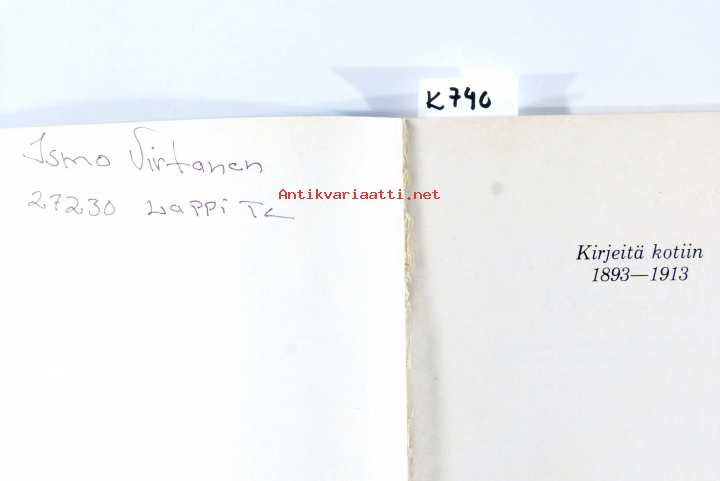 K740
Ismo Virtanen
27230 LAPPI TL
Antikvariaatti.net
Kirjeitä kotiin
1893—1913